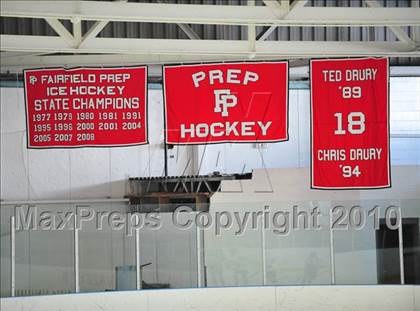 FP FAIRFIELD PREP
ICE HOCKEY
STATE CHAMPIONS
1977 1979 1980 1981 1991
1995 1996 2000 2001 2004
2005 2007 2008
PREP
FP
HOCKEY
TED DRURY
'89
18
CHRIS DRURY
'94
MaxPreps Copyright 2010